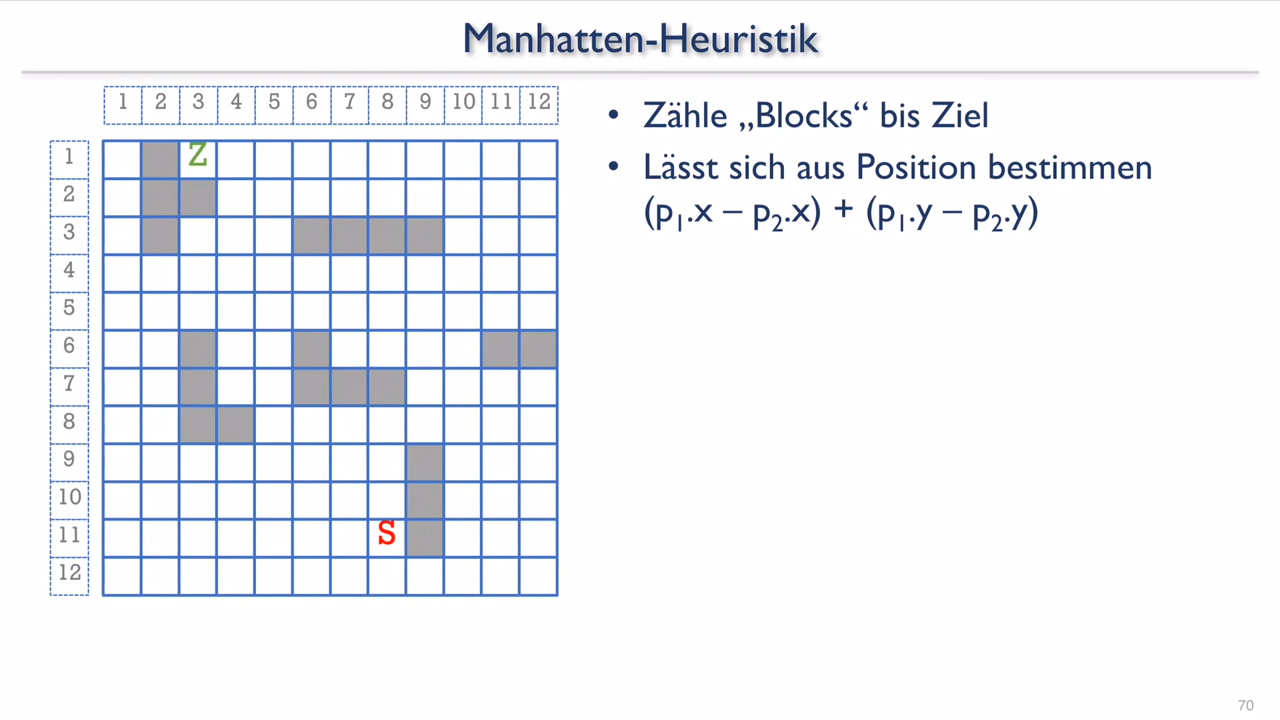 Manhatten-Heuristik
1 2 3 4 5 6 7 8 9 10 11 12
• Zähle „Blocks“ bis Ziel
1 Z
• Lässt sich aus Position bestimmen
2
(p₁.x – p₂.x) + (p₁.y – p₂.y)
3
4
5
6
7
8
9
10
11 S
12
70